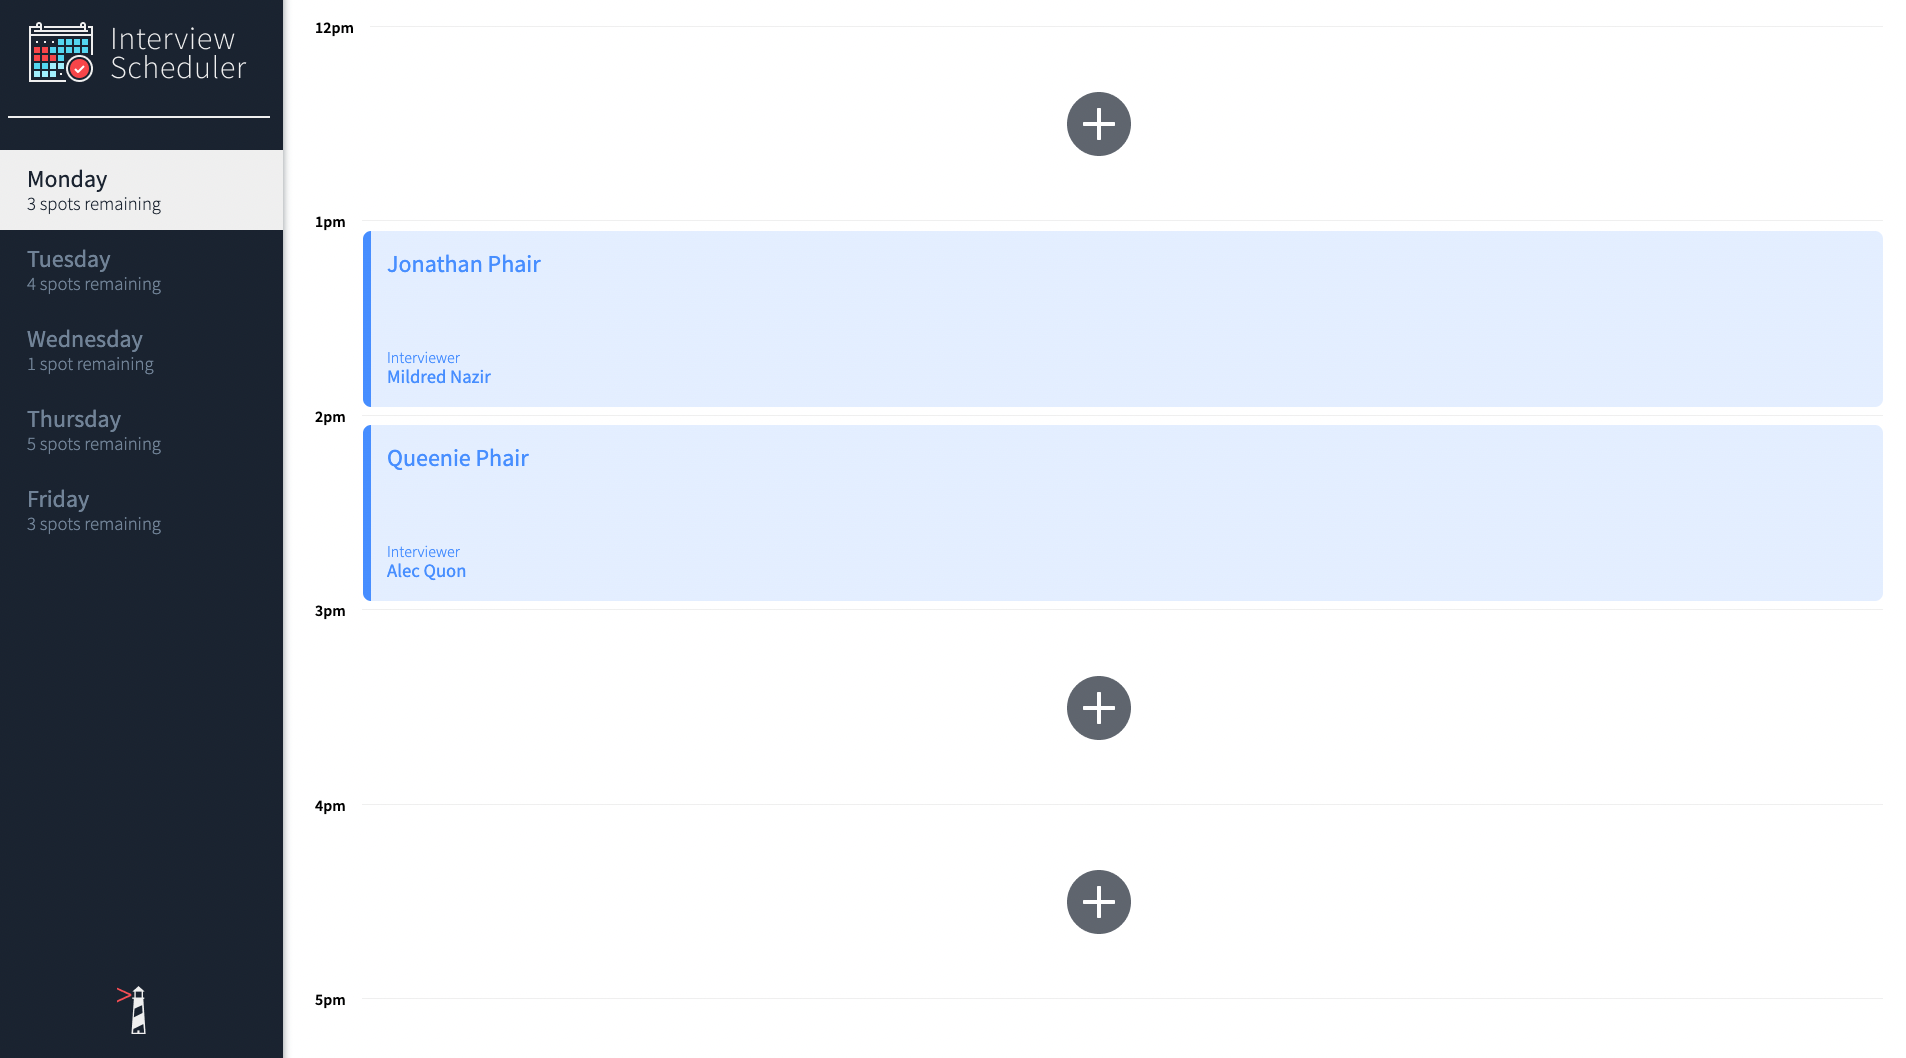 Interview
Scheduler
Monday
3 spots remaining
Tuesday
4 spots remaining
Wednesday
1 spot remaining
Thursday
5 spots remaining
Friday
3 spots remaining
12pm
1pm
Jonathan Phair
Interviewer
Mildred Nazir
2pm
Queenie Phair
Interviewer
Alec Quon
3pm
4pm
5pm